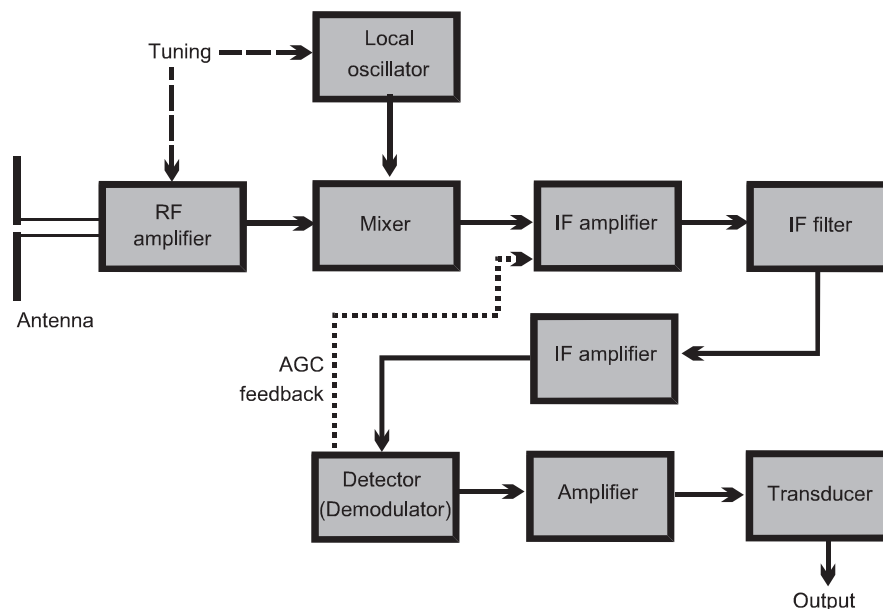 Tuning
Local
oscillator
RF
amplifier
Mixer
IF amplifier
IF filter
Antenna
AGC
feedback
IF amplifier
Detector
(Demodulator)
Amplifier
Transducer
Output